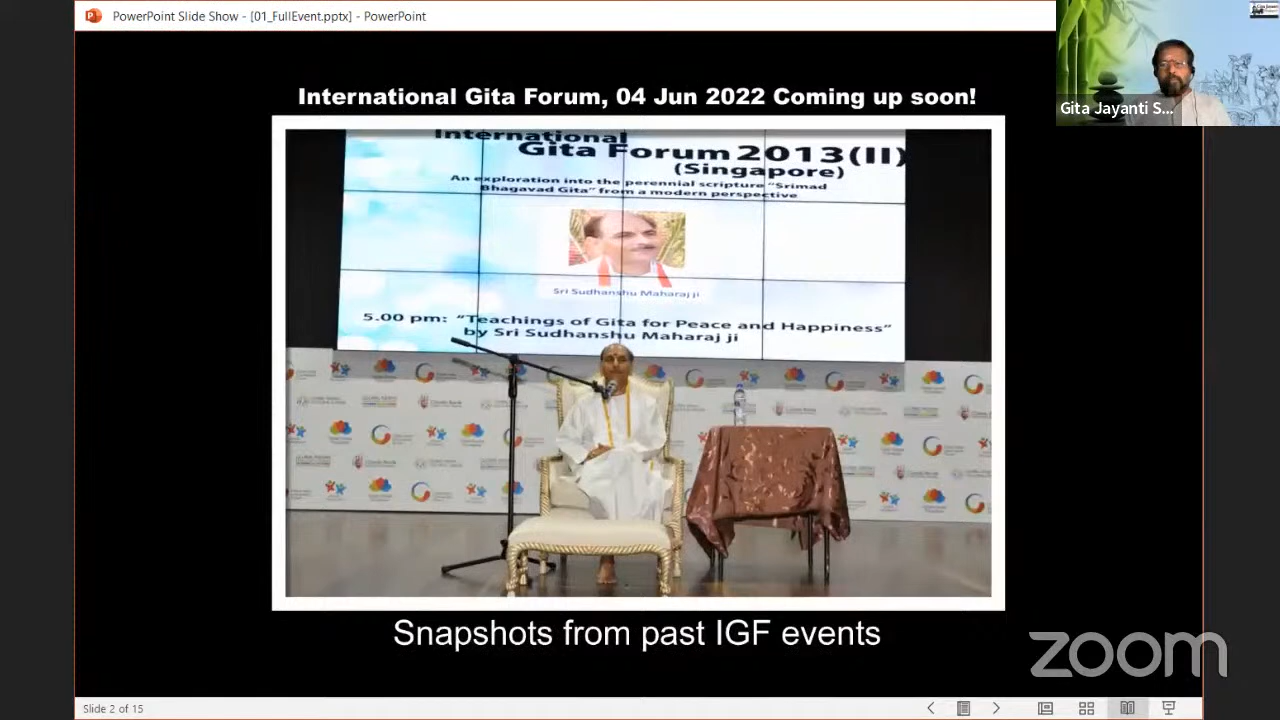 PowerPoint Slide Show - [01_FullEvent.pptx] - PowerPoint
Gita Jayanti S...
International Gita Forum, 04 Jun 2022 Coming up soon!
International
Gita Forum 2013(II)
(Singapore)
An exploration into the perennial scripture "Srimad
Bhagavad Gita" from a modern perspective
Sri Sudhanshu Maharaj ji
5.00 pm: "Teachings of Gita for Peace and Happiness"
by Sri Sudhanshu Maharaj ji
Snapshots from past IGF events
zoom
Slide 2 of 15